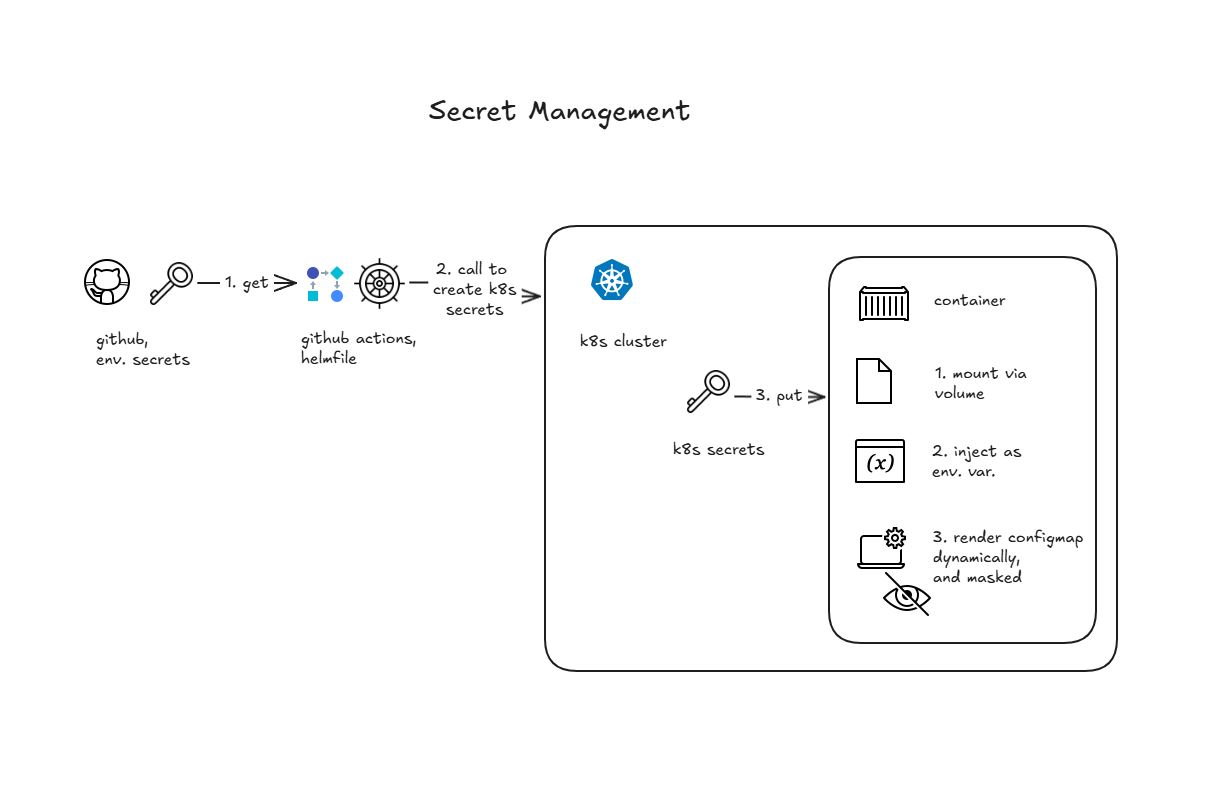 Secret Management
1. get
2. call to
create k8s
secrets
github,
env. secrets
github actions,
helmfile
k8s cluster
3. put
k8s secrets
container
1. mount via
volume
(x)
2. inject as
env. var.
3. render configmap
dynamically,
and masked